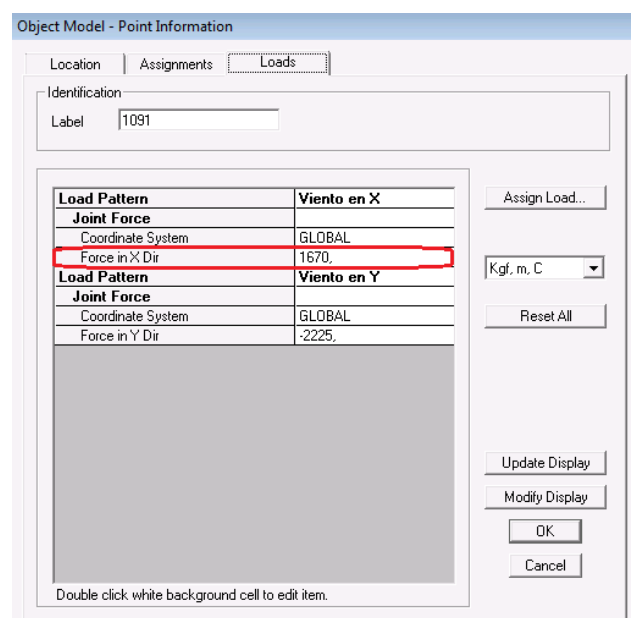 Object Model - Point Information
Location Assignments Loads
Identification
Label 1091
Load Pattern Viento en X
Joint Force
Coordinate System GLOBAL
Force in X Dir 1670,
Load Pattern Viento en Y
Joint Force
Coordinate System GLOBAL
Force in Y Dir -2225,
Assign Load...
Kgf, m, C
Reset All
Update Display
Modify Display
OK
Cancel
Double click white background cell to edit item.